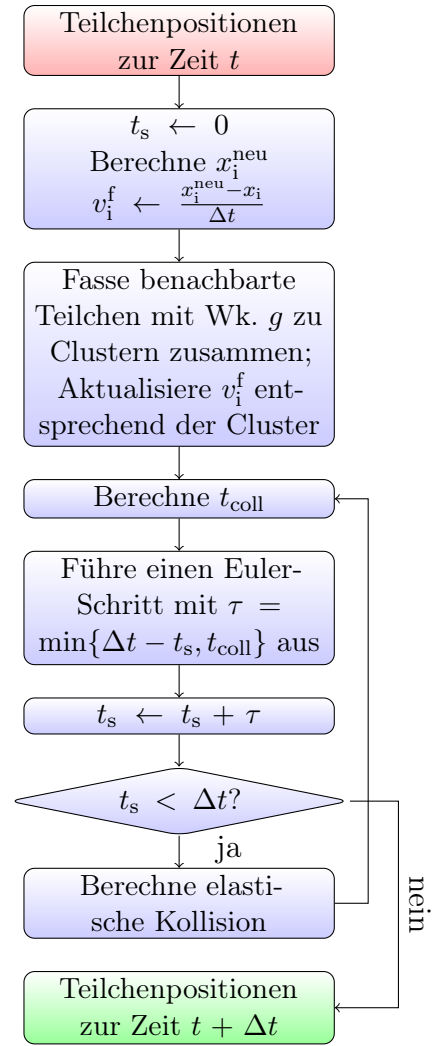 Teilchenpositionen
zur Zeit t
t_s ← 0
Berechne x_i^neu
v_i^f ← (x_i^neu − x_i)/Δt
Fasse benachbarte
Teilchen mit Wk. g zu
Clustern zusammen;
Aktualisiere v_i^f ent-
sprechend der Cluster
Berechne t_coll
Führe einen Euler-
Schritt mit τ =
min{Δt − t_s, t_coll} aus
t_s ← t_s + τ
t_s < Δt?
ja
nein
Berechne elasti-
sche Kollision
Teilchenpositionen
zur Zeit t + Δt